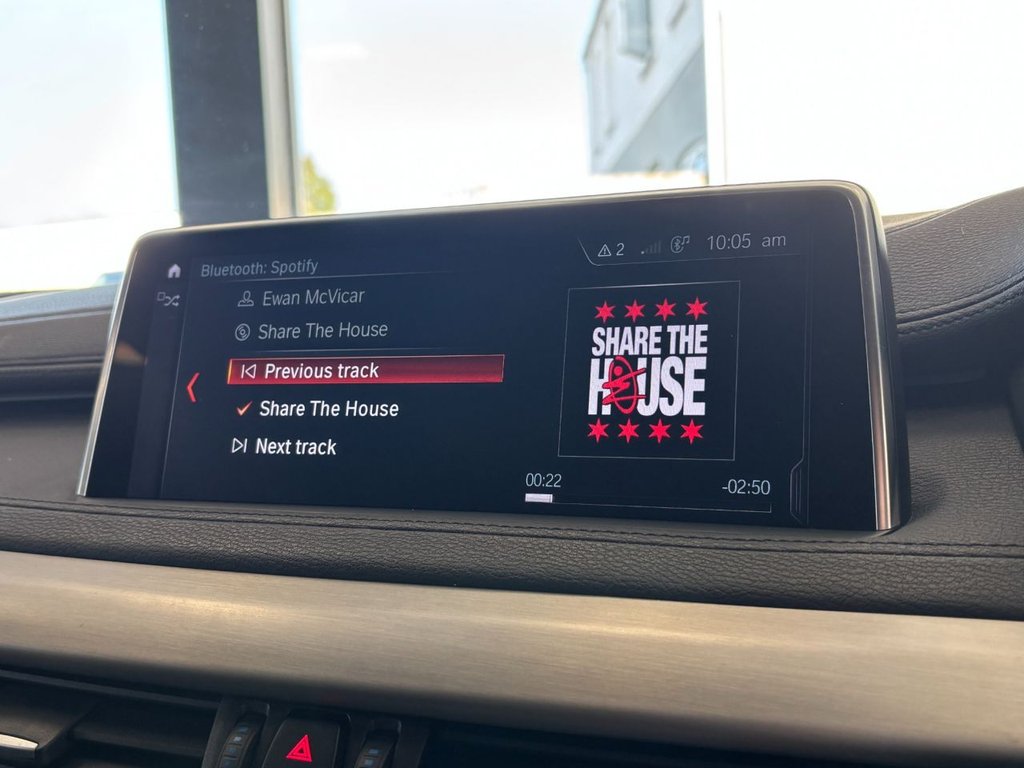 Bluetooth: Spotify
2
10:05 am
Ewan McVicar
Share The House
Previous track
Share The House
Next track
SHARE THE
HOUSE
00:22
-02:50